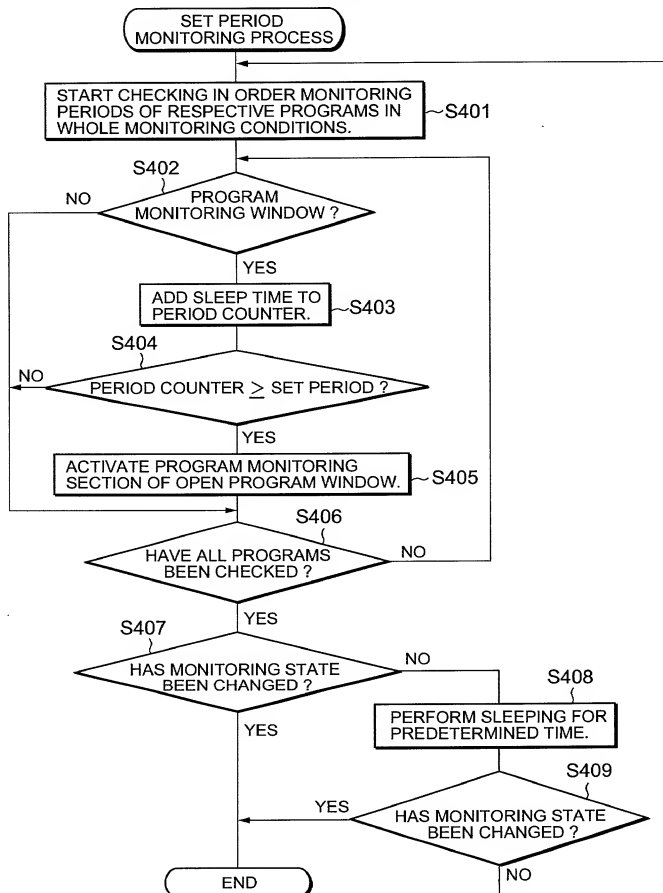 SET PERIOD
MONITORING PROCESS
START CHECKING IN ORDER MONITORING
PERIODS OF RESPECTIVE PROGRAMS IN
WHOLE MONITORING CONDITIONS.
S401
S402
NO
PROGRAM
MONITORING WINDOW ?
YES
ADD SLEEP TIME TO
PERIOD COUNTER.
S403
S404
NO
PERIOD COUNTER ≥ SET PERIOD ?
YES
ACTIVATE PROGRAM MONITORING
SECTION OF OPEN PROGRAM WINDOW.
S405
S406
HAVE ALL PROGRAMS
BEEN CHECKED ?
NO
YES
S407
HAS MONITORING STATE
BEEN CHANGED ?
NO
YES
S408
PERFORM SLEEPING FOR
PREDETERMINED TIME.
S409
YES
HAS MONITORING STATE
BEEN CHANGED ?
NO
END